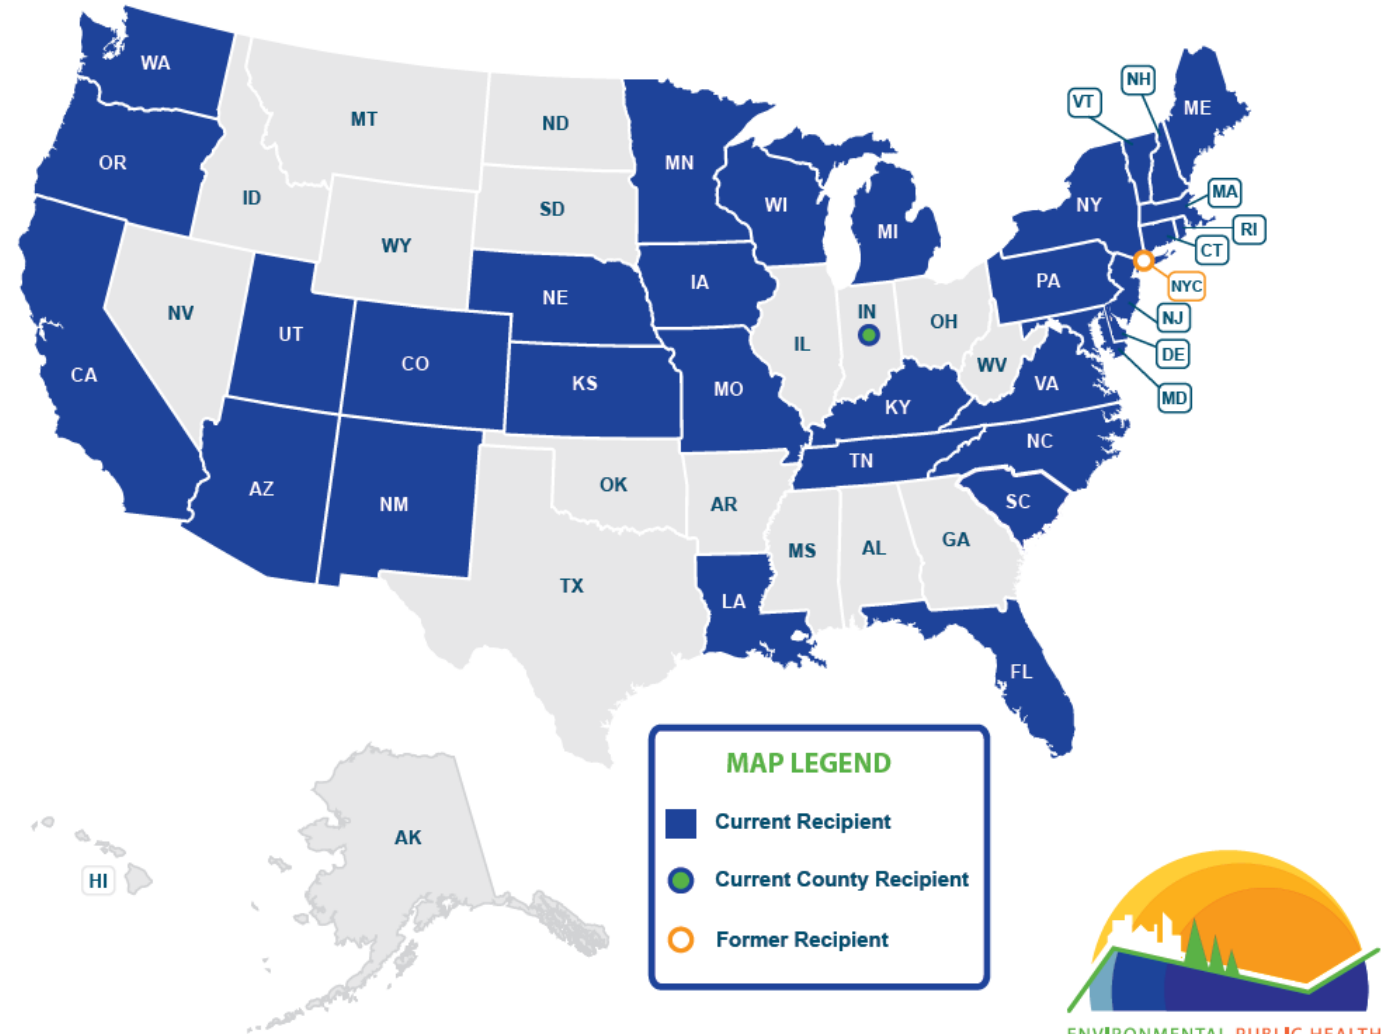 WA
NH
VT
ME
MT
ND
OR
MN
ID
SD
WI
NY
MA
MI
RI
WY
CT
NE
IA
PA
NYC
NV
UT
IN
OH
NJ
CO
IL
DE
CA
KS
MO
WV
VA
MD
KY
TN
NC
AZ
NM
OK
AR
SC
MS
AL
GA
TX
LA
FL
AK
HI
MAP LEGEND
Current Recipient
Current County Recipient
Former Recipient
ENVIRONMENTAL PUBLIC HEALTH